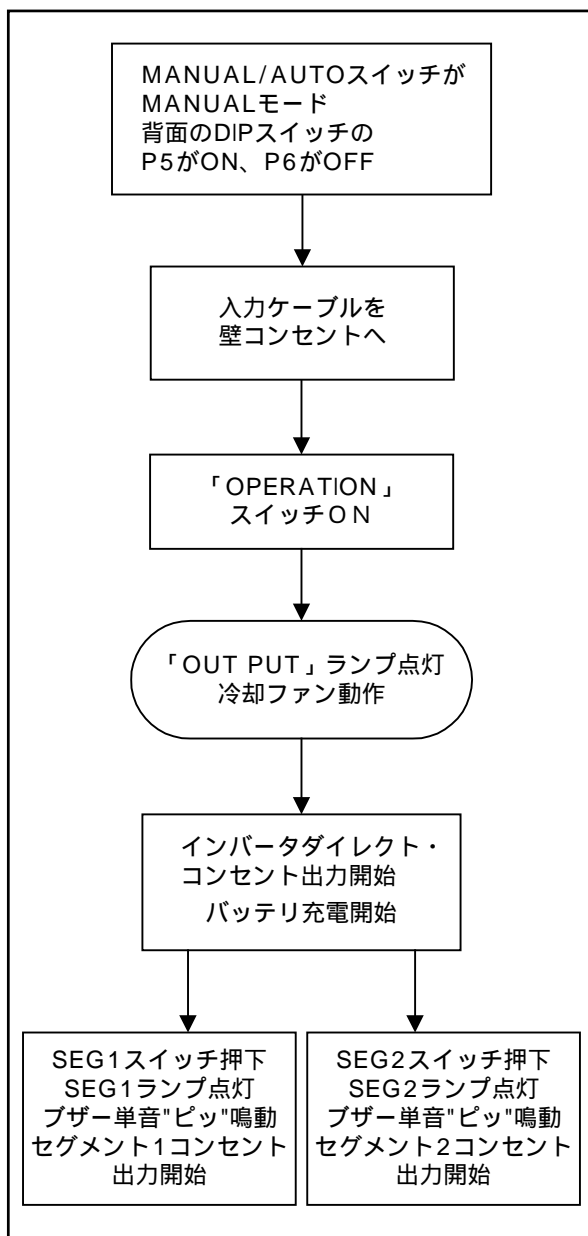 MANUAL/AUTOスイッチが
MANUALモード
背面のDIPスイッチの
P5がON、P6がOFF
入力ケーブルを
壁コンセントへ
「OPERATION」
スイッチON
「OUT PUT」ランプ点灯
冷却ファン動作
インバータダイレクト・
コンセント出力開始
バッテリ充電開始
SEG1スイッチ押下
SEG1ランプ点灯
ブザー単音"ピッ"鳴動
セグメント1コンセント
出力開始
SEG2スイッチ押下
SEG2ランプ点灯
ブザー単音"ピッ"鳴動
セグメント2コンセント
出力開始